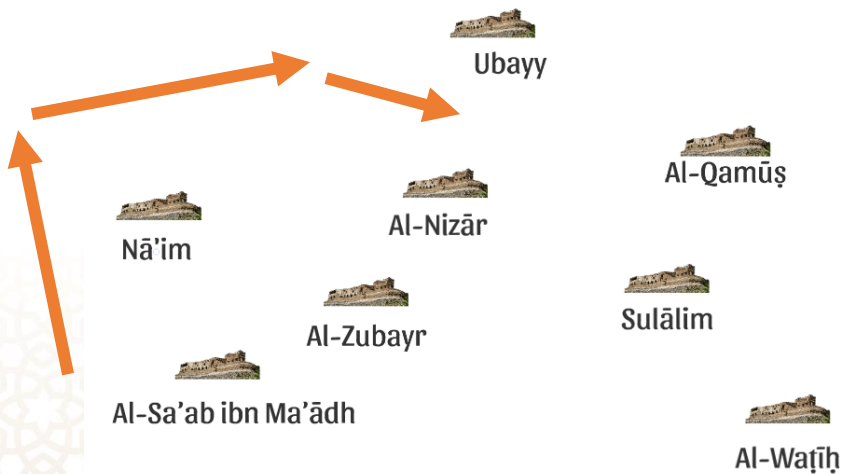 Ubayy
Al-Qamūṣ
Al-Nizār
Nā’im
Sulālim
Al-Zubayr
Al-Sa’ab ibn Ma’ādh
Al-Waṭīḥ